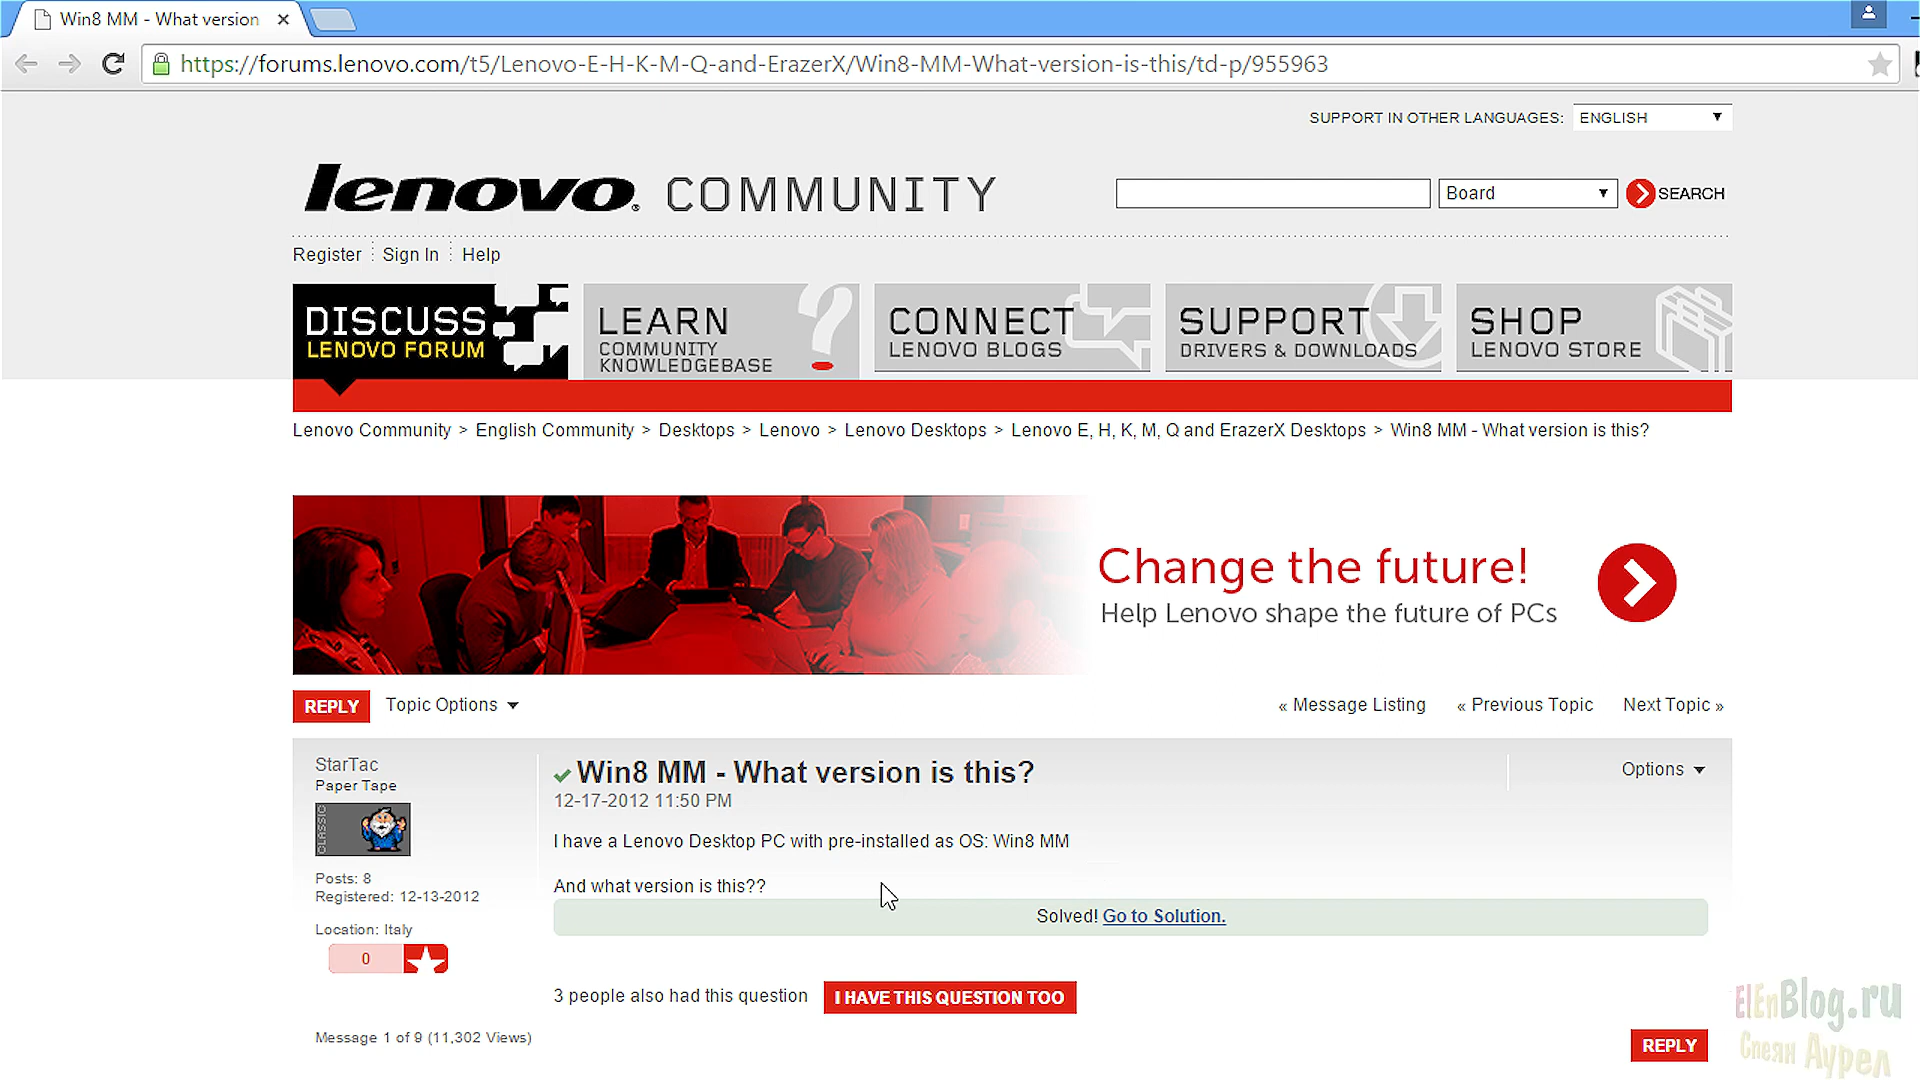 Win8 MM - What version
https://forums.lenovo.com/t5/Lenovo-E-H-K-M-Q-and-ErazerX/Win8-MM-What-version-is-this/td-p/955963
SUPPORT IN OTHER LANGUAGES: ENGLISH
lenovo COMMUNITY
Board
SEARCH
Register Sign In Help
DISCUSS
LENOVO FORUM
LEARN
COMMUNITY
KNOWLEDGEBASE
CONNECT
LENOVO BLOGS
SUPPORT
DRIVERS & DOWNLOADS
SHOP
LENOVO STORE
Lenovo Community > English Community > Desktops > Lenovo > Lenovo Desktops > Lenovo E, H, K, M, Q and ErazerX Desktops > Win8 MM - What version is this?
Change the future!
Help Lenovo shape the future of PCs
REPLY Topic Options
« Message Listing « Previous Topic Next Topic »
StarTac
Paper Tape
CLASSIC
Posts: 8
Registered: 12-13-2012
Location: Italy
0
Win8 MM - What version is this?
Options
12-17-2012 11:50 PM
I have a Lenovo Desktop PC with pre-installed as OS: Win8 MM
And what version is this??
Solved! Go to Solution.
3 people also had this question I HAVE THIS QUESTION TOO
Message 1 of 9 (11,302 Views)
REPLY
ElEnBlog.ru
Спеян Аурел